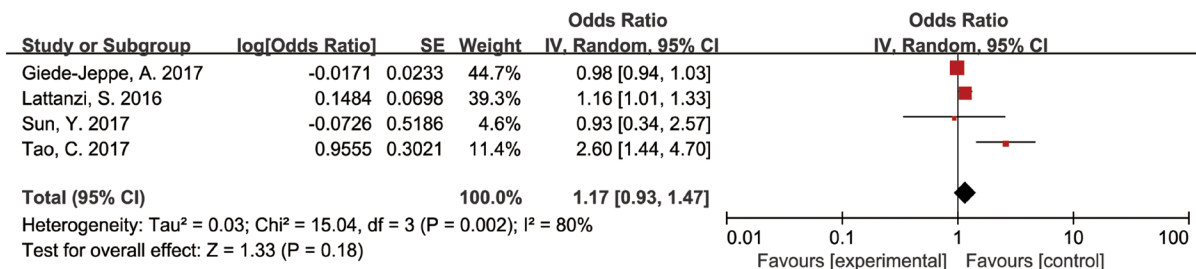 Odds Ratio Odds Ratio
Study or Subgroup log[Odds Ratio] SE Weight IV, Random, 95% CI IV, Random, 95% CI
Giede-Jeppe, A. 2017 -0.0171 0.0233 44.7% 0.98 [0.94, 1.03]
Lattanzi, S. 2016 0.1484 0.0698 39.3% 1.16 [1.01, 1.33]
Sun, Y. 2017 -0.0726 0.5186 4.6% 0.93 [0.34, 2.57]
Tao, C. 2017 0.9555 0.3021 11.4% 2.60 [1.44, 4.70]
Total (95% CI) 100.0% 1.17 [0.93, 1.47]
Heterogeneity: Tau² = 0.03; Chi² = 15.04, df = 3 (P = 0.002); I² = 80%
Test for overall effect: Z = 1.33 (P = 0.18)
0.01 0.1 1 10 100
Favours [experimental] Favours [control]